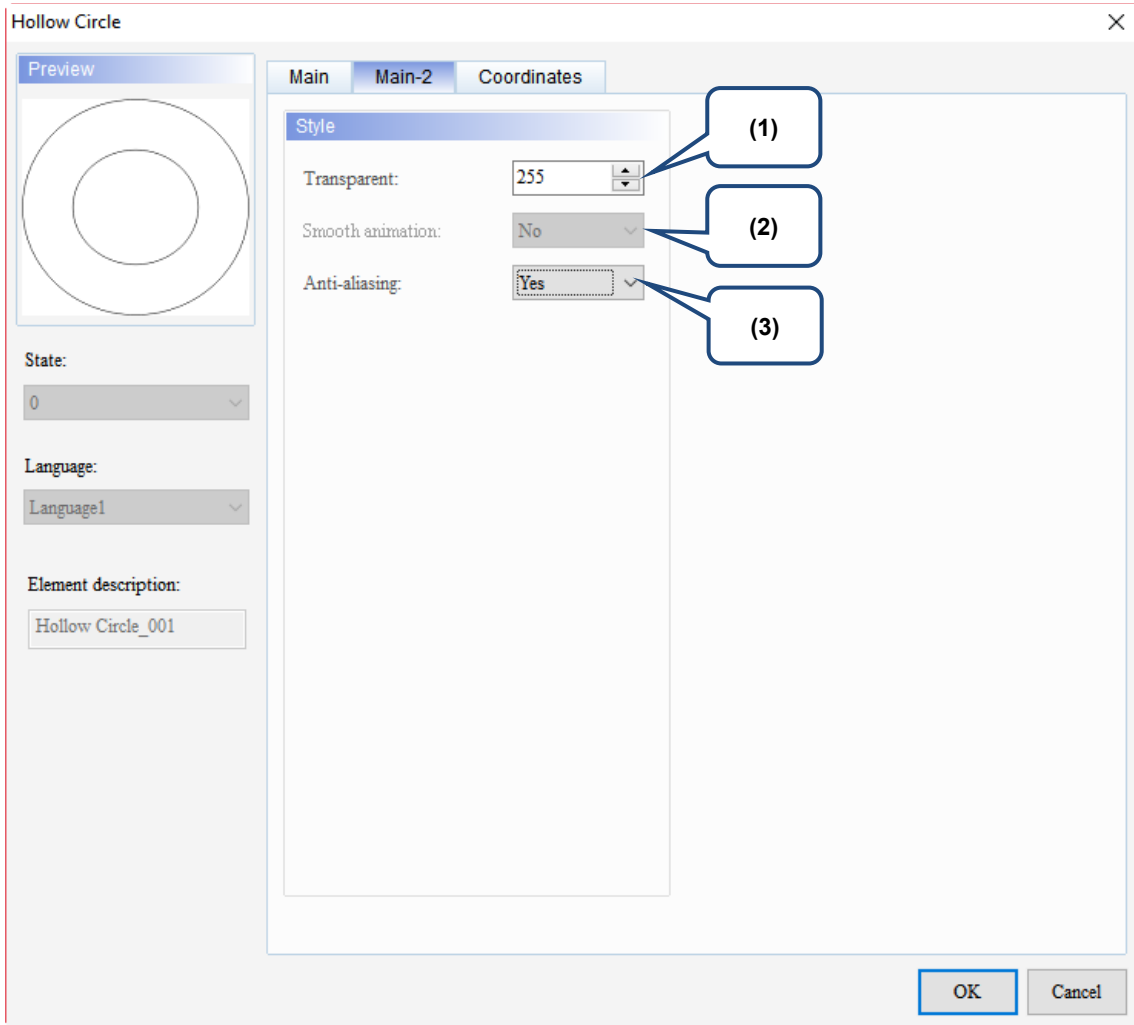 Hollow Circle
Preview
Main Main-2 Coordinates
Style
(1)
Transparent: 255
Smooth animation: No
(2)
Anti-aliasing: Yes
(3)
State:
0
Language:
Language1
Element description:
Hollow Circle_001
OK Cancel